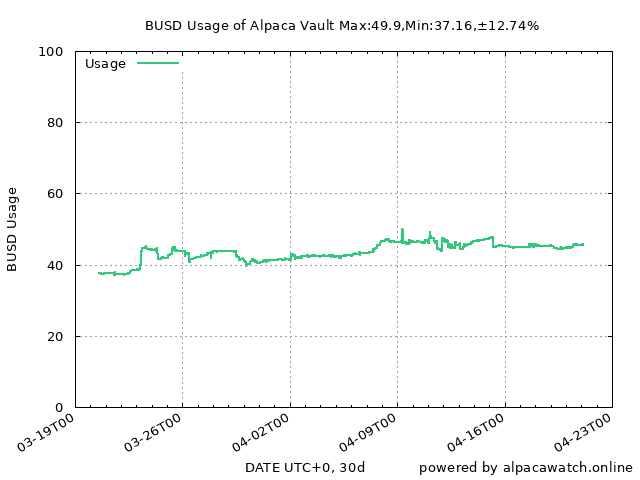 BUSD Usage of Alpaca Vault Max:49.9,Min:37.16,±12.74%
Usage
100
80
60
40
20
0
BUSD Usage
03-19T00
03-26T00
04-02T00
04-09T00
04-16T00
04-23T00
DATE UTC+0, 30d
powered by alpacawatch.online